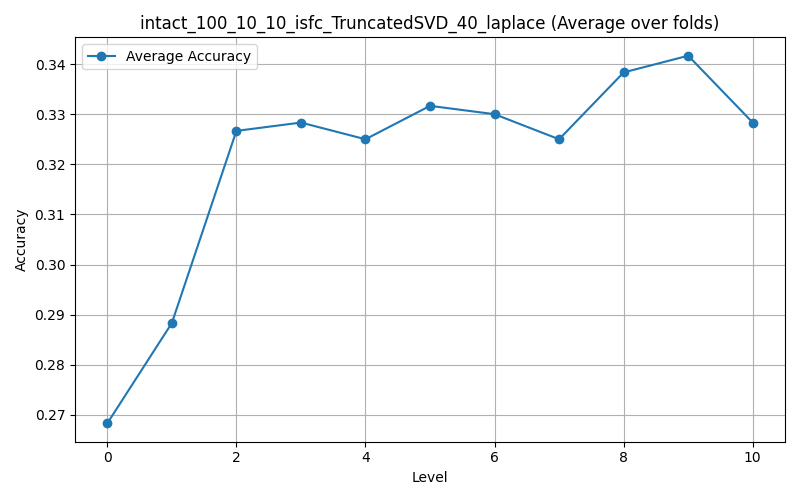 intact_100_10_10_isfc_TruncatedSVD_40_laplace (Average over folds)
Average Accuracy
0.34
0.33
0.32
0.31
0.30
0.29
0.28
0.27
Accuracy
0 2 4 6 8 10
Level